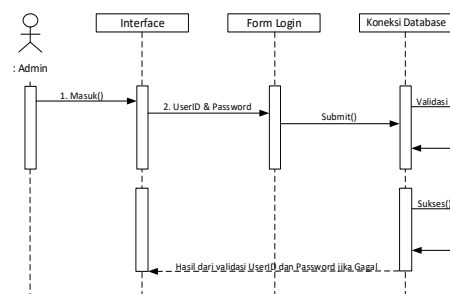 Interface
Form Login
Koneksi Database
: Admin
1. Masuk()
2. UserID & Password
Submit()
Validasi
Sukses()
Hasil dari validasi UserID dan Password jika Gagal